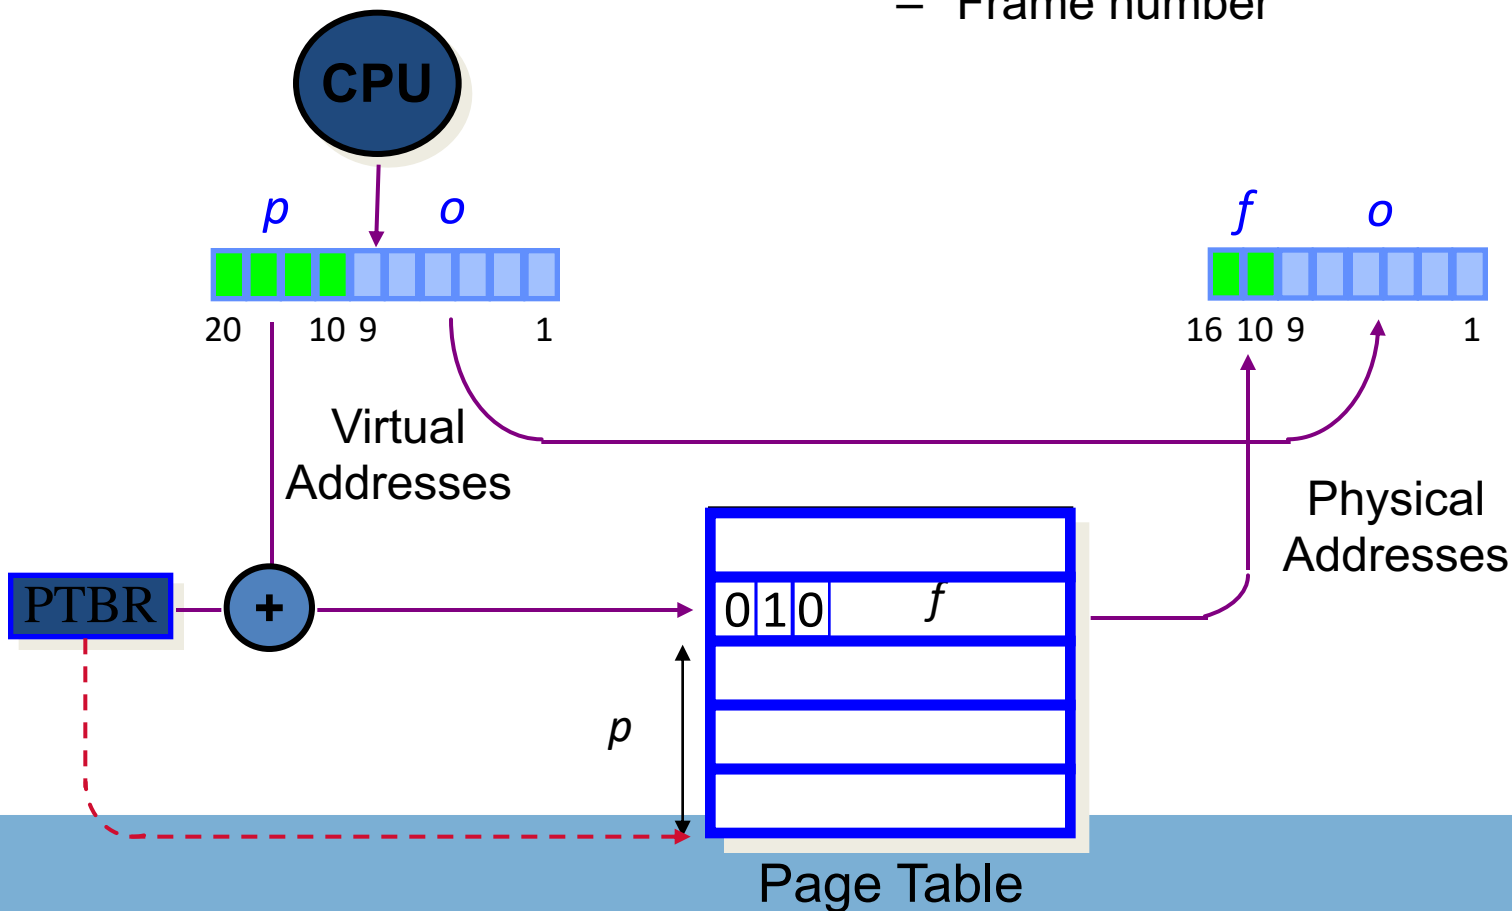 – Frame number
CPU
p o
f o
20 10 9 1
16 10 9 1
Virtual
Addresses
Physical
Addresses
PTBR
+
0 1 0 f
p
Page Table